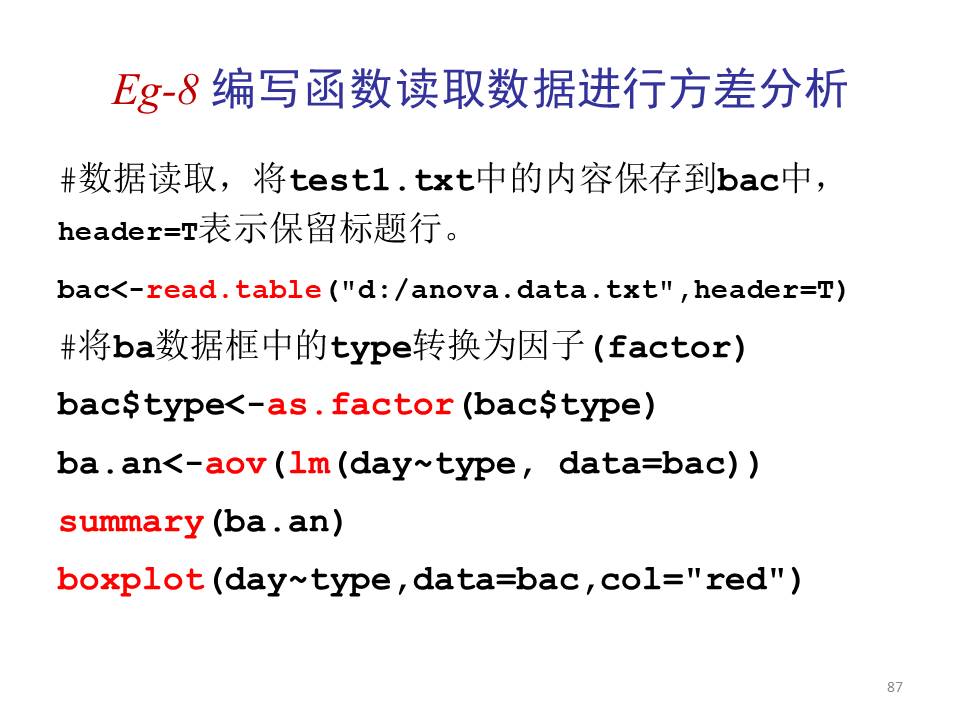 Eg-8 编写函数读取数据进行方差分析
#数据读取，将test1.txt中的内容保存到bac中，
header=T表示保留标题行。
bac<-read.table("d:/anova.data.txt",header=T)
#将ba数据框中的type转换为因子(factor)
bac$type<-as.factor(bac$type)
ba.an<-aov(lm(day~type, data=bac))
summary(ba.an)
boxplot(day~type,data=bac,col="red")
87